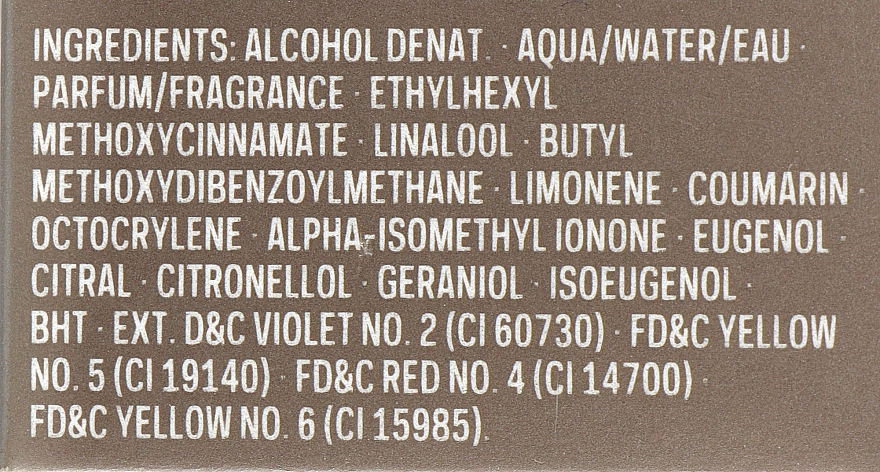 INGREDIENTS: ALCOHOL DENAT. · AQUA/WATER/EAU ·
PARFUM/FRAGRANCE · ETHYLHEXYL
METHOXYCINNAMATE · LINALOOL · BUTYL
METHOXYDIBENZOYLMETHANE · LIMONENE · COUMARIN ·
OCTOCRYLENE · ALPHA-ISOMETHYL IONONE · EUGENOL ·
CITRAL · CITRONELLOL · GERANIOL · ISOEUGENOL ·
BHT · EXT. D&C VIOLET NO. 2 (CI 60730) · FD&C YELLOW
NO. 5 (CI 19140) · FD&C RED NO. 4 (CI 14700) ·
FD&C YELLOW NO. 6 (CI 15985).